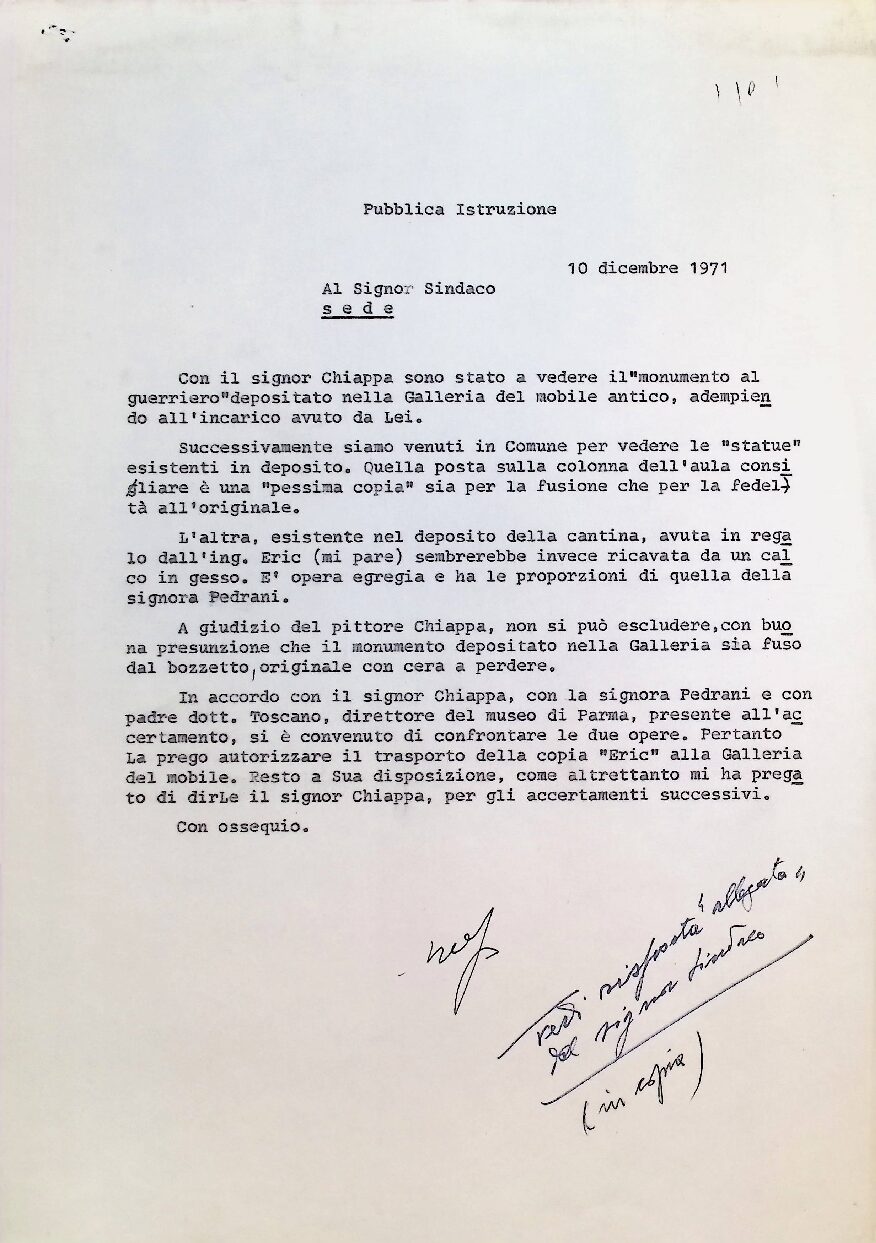 Pubblica Istruzione
10 dicembre 1971
Al Signor Sindaco
s e d e
Con il signor Chiappa sono stato a vedere il"monumento al
guerriero"depositato nella Galleria del mobile antico, adempien
do all'incarico avuto da Lei.
Successivamente siamo venuti in Comune per vedere le "statue"
esistenti in deposito. Quella posta sulla colonna dell'aula consi
gliare è una "pessima copia" sia per la fusione che per la fedel
tà all'originale.
L'altra, esistente nel deposito della cantina, avuta in rega
lo dall'ing. Eric (mi pare) sembrerebbe invece ricavata da un cal
co in gesso. E' opera egregia e ha le proporzioni di quella della
signora Pedrani.
A giudizio del pittore Chiappa, non si può escludere,con buo
na presunzione che il monumento depositato nella Galleria sia fuso
dal bozzetto,originale con cera a perdere.
In accordo con il signor Chiappa, con la signora Pedrani e con
padre dott. Toscano, direttore del museo di Parma, presente all'ac
certamento, si è convenuto di confrontare le due opere. Pertanto
La prego autorizzare il trasporto della copia "Eric" alla Galleria
del mobile. Resto a Sua disposizione, come altrettanto mi ha prega
to di dirLe il signor Chiappa, per gli accertamenti successivi.
Con ossequio.
vedi risposta "allegata"
del signor Sindaco
(in copia)